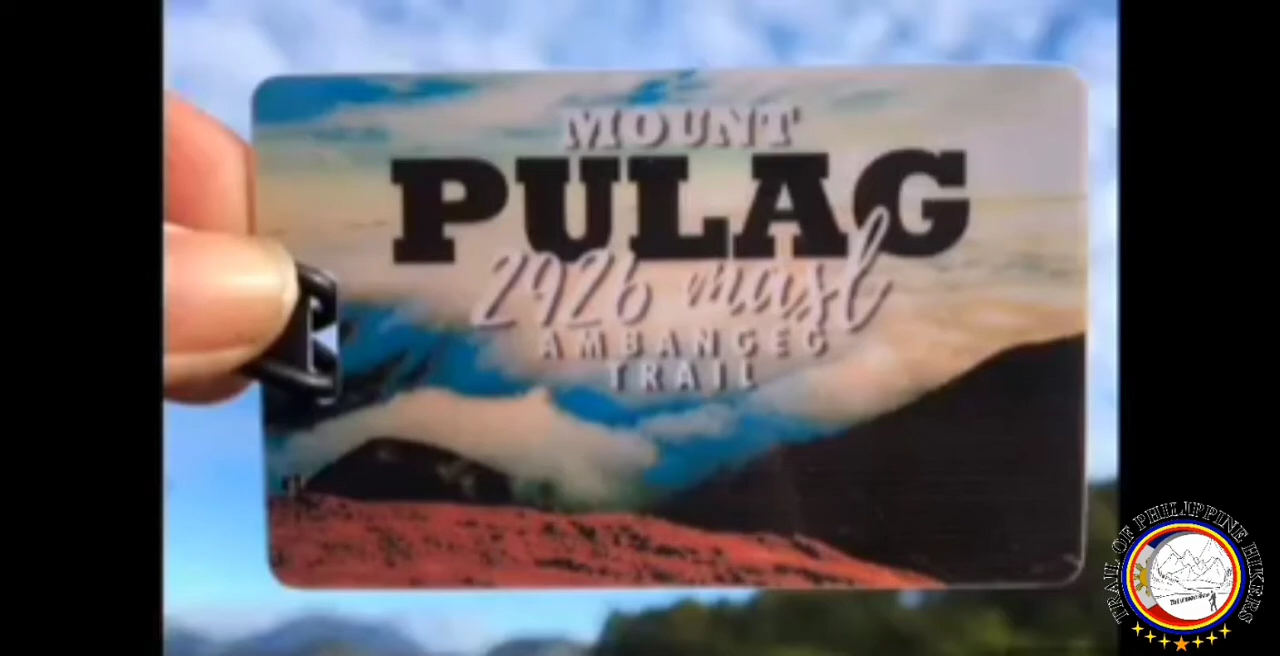 MOUNT
PULAG
2926 masl
AMBANGEG
TRAIL
TRAIL OF PHILIPPINE HIKERS